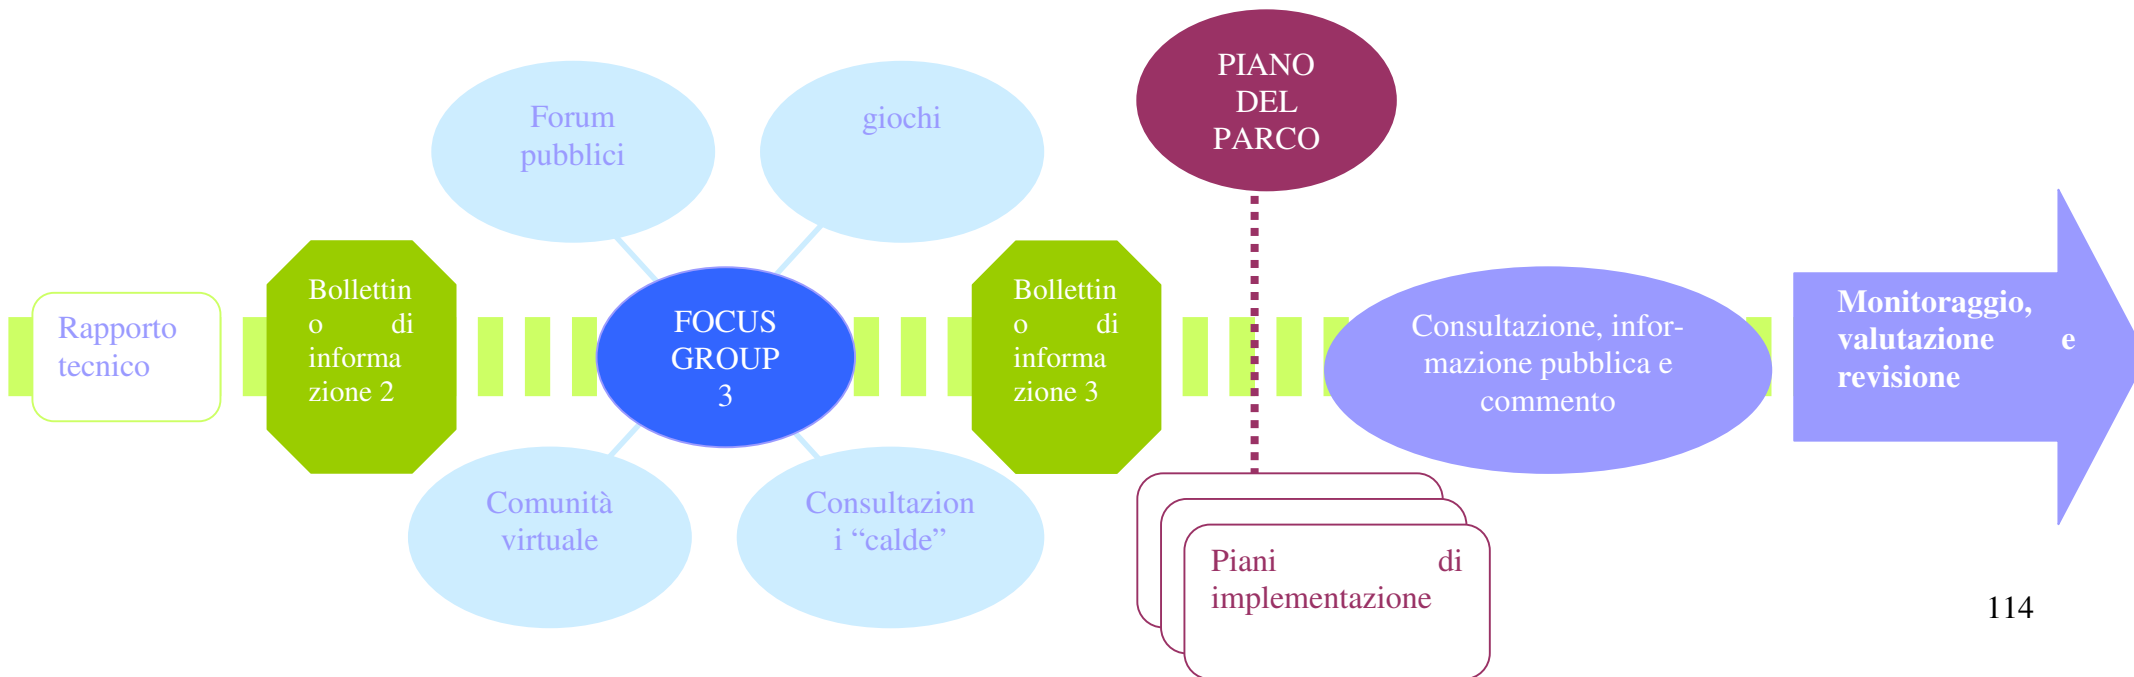 Rapporto
tecnico
Bollettin
o di
informa
zione 2
Forum
pubblici
giochi
FOCUS
GROUP
3
Comunità
virtuale
Consultazion
i “calde”
Bollettin
o di
informa
zione 3
PIANO
DEL
PARCO
Piani di
implementazione
Consultazione, infor-
mazione pubblica e
commento
Monitoraggio,
valutazione e
revisione
114